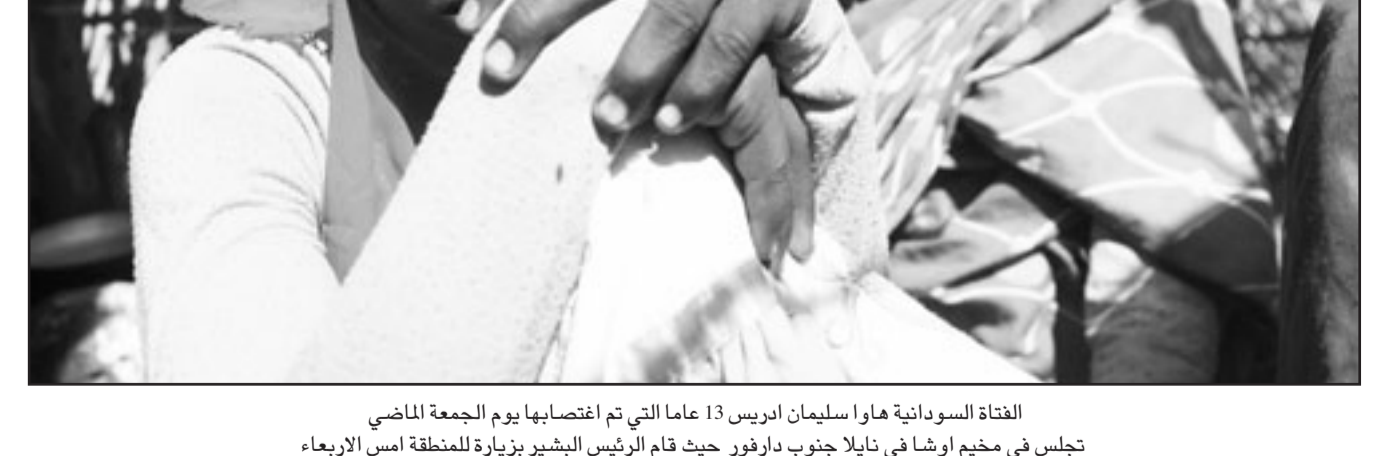 الفتاة السودانية هاوا سليمان ادريس 13 عاما التي تم اغتصابها يوم الجمعة الماضي
تجلس في مخيم اوشا في نايلا جنوب دارفور حيث قام الرئيس البشير بزيارة للمنطقة امس الاربعاء